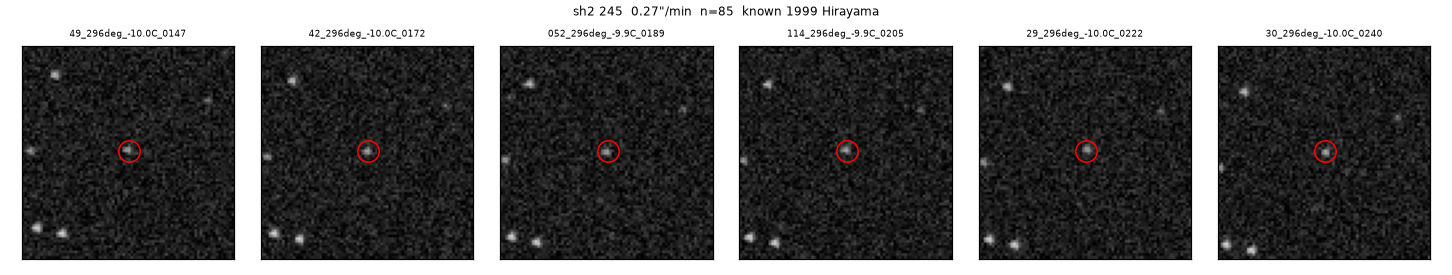 sh2 245  0.27"/min  n=85  known 1999 Hirayama
49_296deg_-10.0C_0147
42_296deg_-10.0C_0172
052_296deg_-9.9C_0189
114_296deg_-9.9C_0205
29_296deg_-10.0C_0222
30_296deg_-10.0C_0240